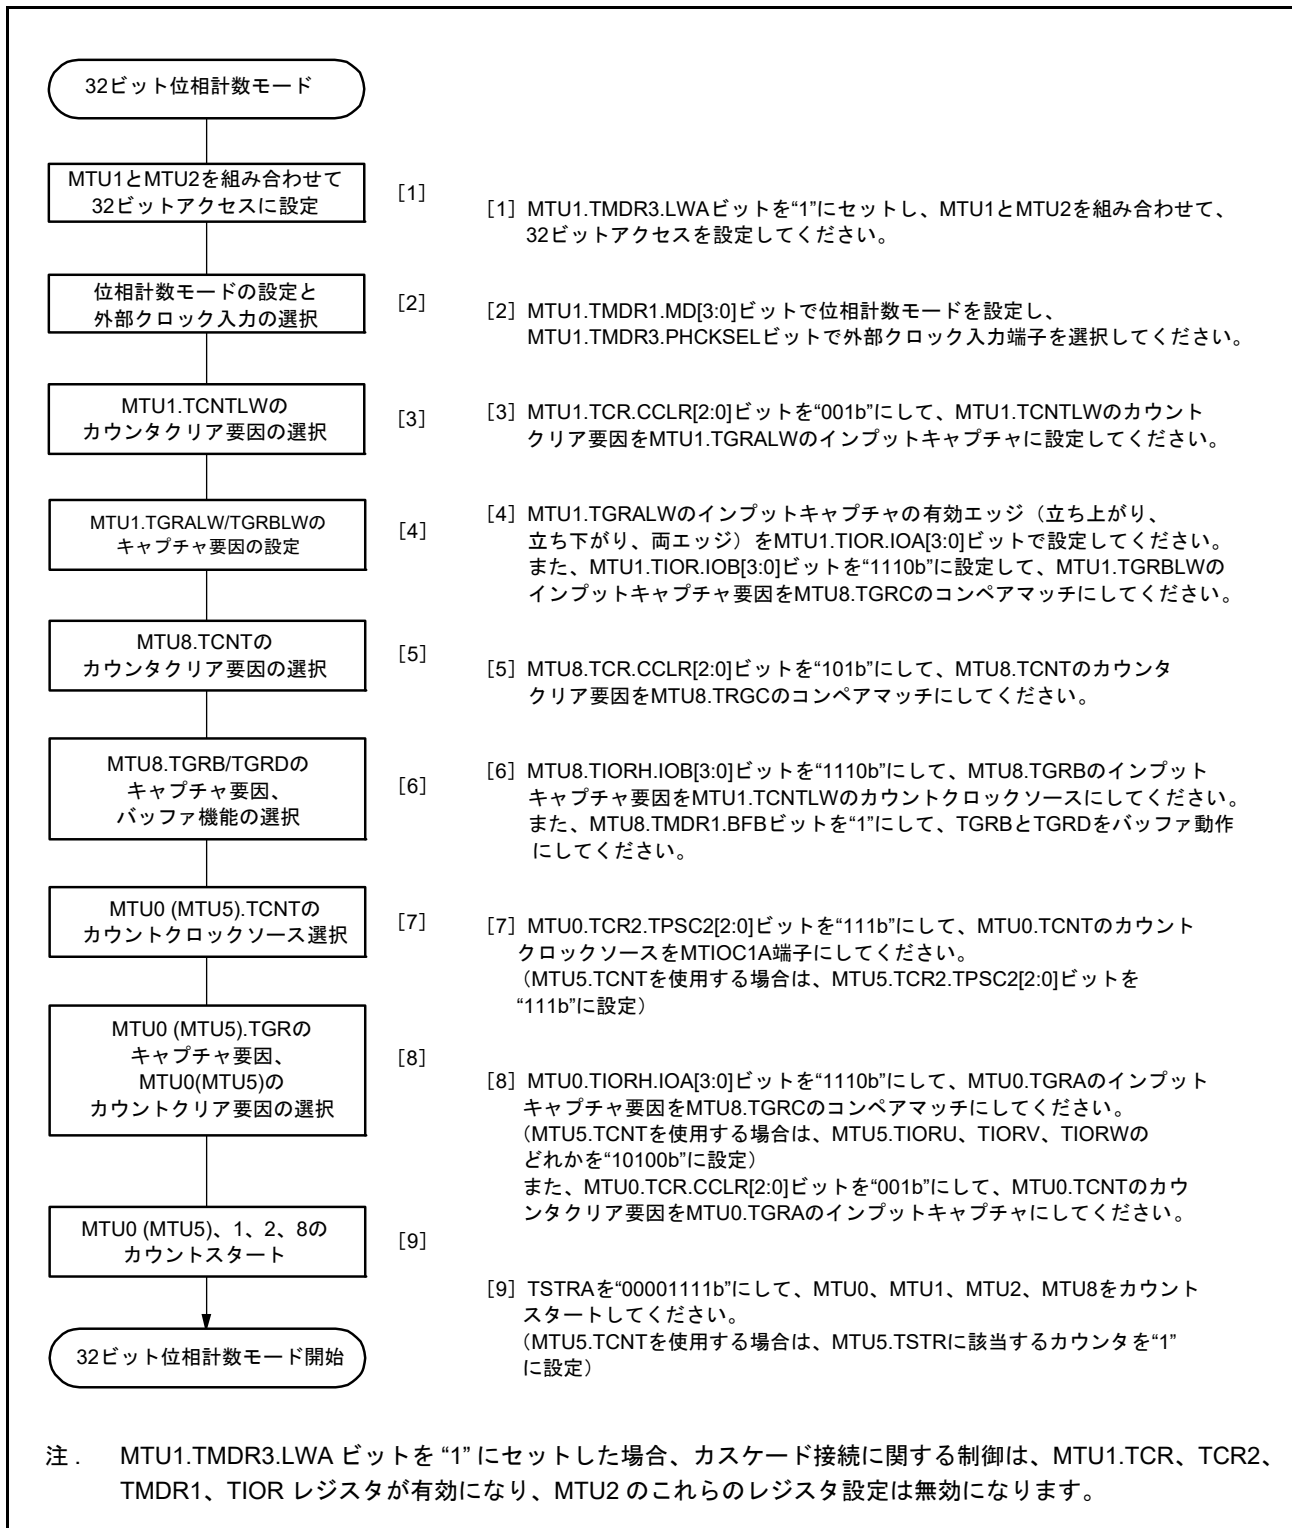 32ビット位相計数モード
MTU1とMTU2を組み合わせて
32ビットアクセスに設定
[1]
[1] MTU1.TMDR3.LWAビットを“1”にセットし、MTU1とMTU2を組み合わせて、
32ビットアクセスを設定してください。
位相計数モードの設定と
外部クロック入力の選択
[2]
[2] MTU1.TMDR1.MD[3:0]ビットで位相計数モードを設定し、
MTU1.TMDR3.PHCKSELビットで外部クロック入力端子を選択してください。
MTU1.TCNTLWの
カウンタクリア要因の選択
[3]
[3] MTU1.TCR.CCLR[2:0]ビットを“001b”にして、MTU1.TCNTLWのカウント
クリア要因をMTU1.TGRALWのインプットキャプチャに設定してください。
MTU1.TGRALW/TGRBLWの
キャプチャ要因の設定
[4]
[4] MTU1.TGRALWのインプットキャプチャの有効エッジ（立ち上がり、
立ち下がり、両エッジ）をMTU1.TIOR.IOA[3:0]ビットで設定してください。
また、MTU1.TIOR.IOB[3:0]ビットを“1110b”に設定して、MTU1.TGRBLWの
インプットキャプチャ要因をMTU8.TGRCのコンペアマッチにしてください。
MTU8.TCNTの
カウンタクリア要因の選択
[5]
[5] MTU8.TCR.CCLR[2:0]ビットを“101b”にして、MTU8.TCNTのカウンタ
クリア要因をMTU8.TRGCのコンペアマッチにしてください。
MTU8.TGRB/TGRDの
キャプチャ要因、
バッファ機能の選択
[6]
[6] MTU8.TIORH.IOB[3:0]ビットを“1110b”にして、MTU8.TGRBのインプット
キャプチャ要因をMTU1.TCNTLWのカウントクロックソースにしてください。
また、MTU8.TMDR1.BFBビットを“1”にして、TGRBとTGRDをバッファ動作
にしてください。
MTU0 (MTU5).TCNTの
カウントクロックソース選択
[7]
[7] MTU0.TCR2.TPSC2[2:0]ビットを“111b”にして、MTU0.TCNTのカウント
クロックソースをMTIOC1A端子にしてください。
（MTU5.TCNTを使用する場合は、MTU5.TCR2.TPSC2[2:0]ビットを
“111b”に設定）
MTU0 (MTU5).TGRの
キャプチャ要因、
MTU0(MTU5)の
カウントクリア要因の選択
[8]
[8] MTU0.TIORH.IOA[3:0]ビットを“1110b”にして、MTU0.TGRAのインプット
キャプチャ要因をMTU8.TGRCのコンペアマッチにしてください。
（MTU5.TCNTを使用する場合は、MTU5.TIORU、TIORV、TIORWの
どれかを“10100b”に設定）
また、MTU0.TCR.CCLR[2:0]ビットを“001b”にして、MTU0.TCNTのカウ
ンタクリア要因をMTU0.TGRAのインプットキャプチャにしてください。
MTU0 (MTU5)、1、2、8の
カウントスタート
[9]
[9] TSTRAを“00001111b”にして、MTU0、MTU1、MTU2、MTU8をカウント
スタートしてください。
（MTU5.TCNTを使用する場合は、MTU5.TSTRに該当するカウンタを“1”
に設定）
32ビット位相計数モード開始
注 . MTU1.TMDR3.LWA ビットを “1” にセットした場合、カスケード接続に関する制御は、MTU1.TCR、TCR2、
TMDR1、TIOR レジスタが有効になり、MTU2 のこれらのレジスタ設定は無効になります。